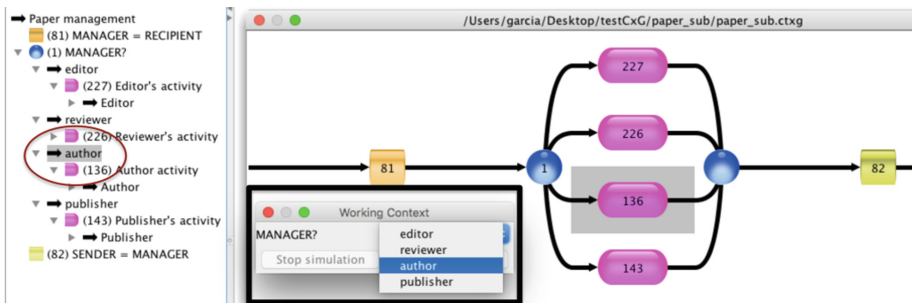 Paper management
(81) MANAGER = RECIPIENT
(1) MANAGER?
editor
(227) Editor's activity
Editor
reviewer
(226) Reviewer's activity
author
(136) Author activity
Author
publisher
(143) Publisher's activity
Publisher
(82) SENDER = MANAGER
/Users/garcia/Desktop/testCxG/paper_sub/paper_sub.ctxg
227
226
81
1
82
136
143
Working Context
MANAGER?
editor
reviewer
author
publisher
Stop simulation